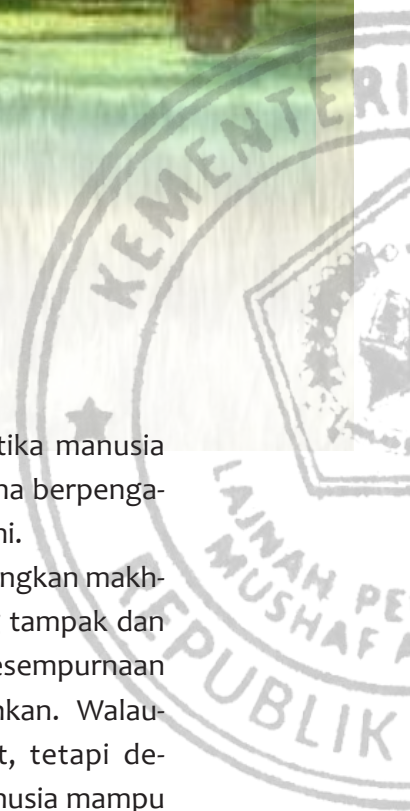 KEMENTERI
tika manusia
na berpenga-
ni.
ngkan makh-
tampak dan
esempurnaan
nkan. Walau-
t, tetapi de-
nusia mampu
LAJNAH PE
MUSHAF A
REPUBLIK